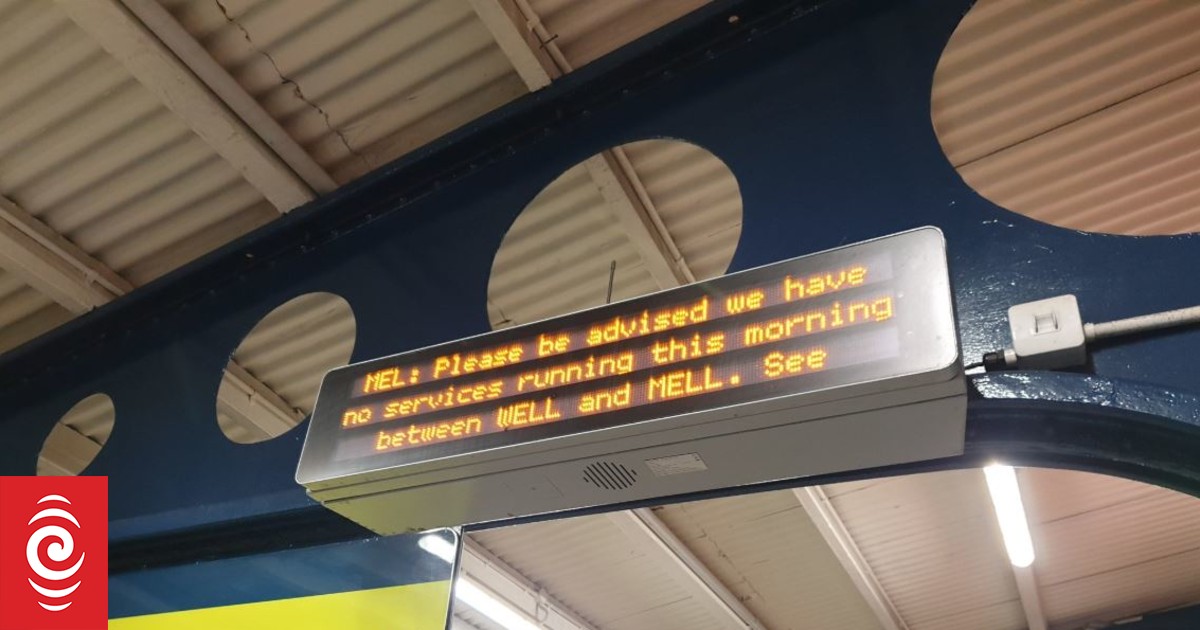 MEL: Please be advised we have
no services running this morning
between WELL and MELL. See